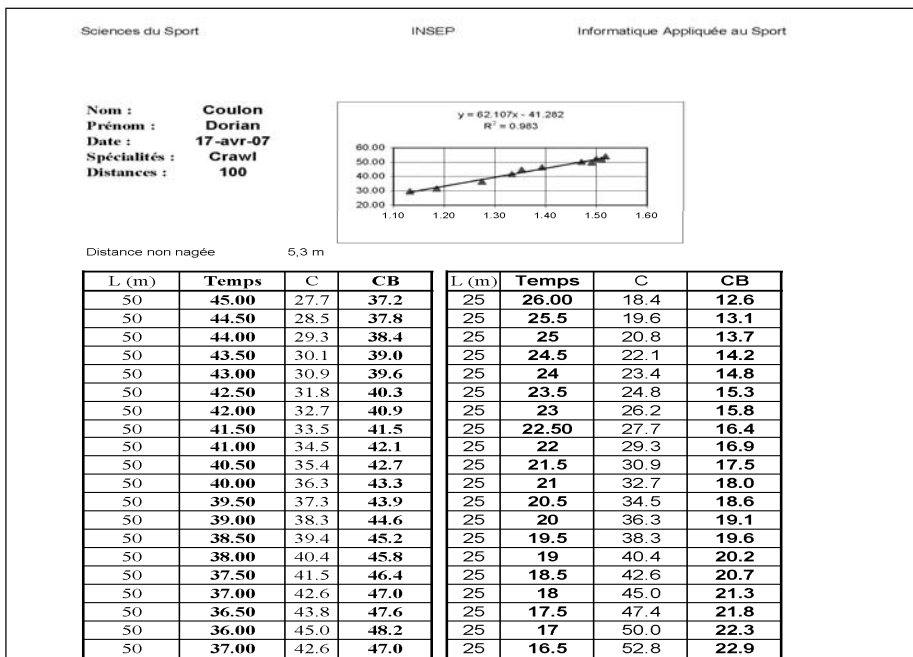 Sciences du Sport INSEP Informatique Appliquée au Sport
Nom : Coulon
Prénom : Dorian
Date : 17-avr-07
Spécialités : Crawl
Distances : 100
y = 62.107x - 41.282
R² = 0.983
60.00
50.00
40.00
30.00
20.00
1.10 1.20 1.30 1.40 1.50 1.60
Distance non nagée 5,3 m
L (m) Temps C CB L (m) Temps C CB
50 45.00 27.7 37.2 25 26.00 18.4 12.6
50 44.50 28.5 37.8 25 25.5 19.6 13.1
50 44.00 29.3 38.4 25 25 20.8 13.7
50 43.50 30.1 39.0 25 24.5 22.1 14.2
50 43.00 30.9 39.6 25 24 23.4 14.8
50 42.50 31.8 40.3 25 23.5 24.8 15.3
50 42.00 32.7 40.9 25 23 26.2 15.8
50 41.50 33.5 41.5 25 22.50 27.7 16.4
50 41.00 34.5 42.1 25 22 29.3 16.9
50 40.50 35.4 42.7 25 21.5 30.9 17.5
50 40.00 36.3 43.3 25 21 32.7 18.0
50 39.50 37.3 43.9 25 20.5 34.5 18.6
50 39.00 38.3 44.6 25 20 36.3 19.1
50 38.50 39.4 45.2 25 19.5 38.3 19.6
50 38.00 40.4 45.8 25 19 40.4 20.2
50 37.50 41.5 46.4 25 18.5 42.6 20.7
50 37.00 42.6 47.0 25 18 45.0 21.3
50 36.50 43.8 47.6 25 17.5 47.4 21.8
50 36.00 45.0 48.2 25 17 50.0 22.3
50 37.00 42.6 47.0 25 16.5 52.8 22.9